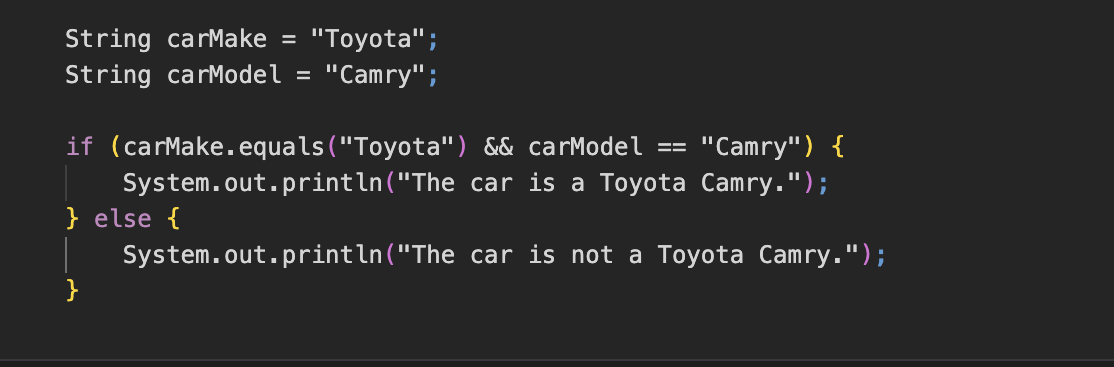 String carMake = "Toyota";
String carModel = "Camry";
if (carMake.equals("Toyota") && carModel == "Camry") {
System.out.println("The car is a Toyota Camry.");
} else {
System.out.println("The car is not a Toyota Camry.");
}